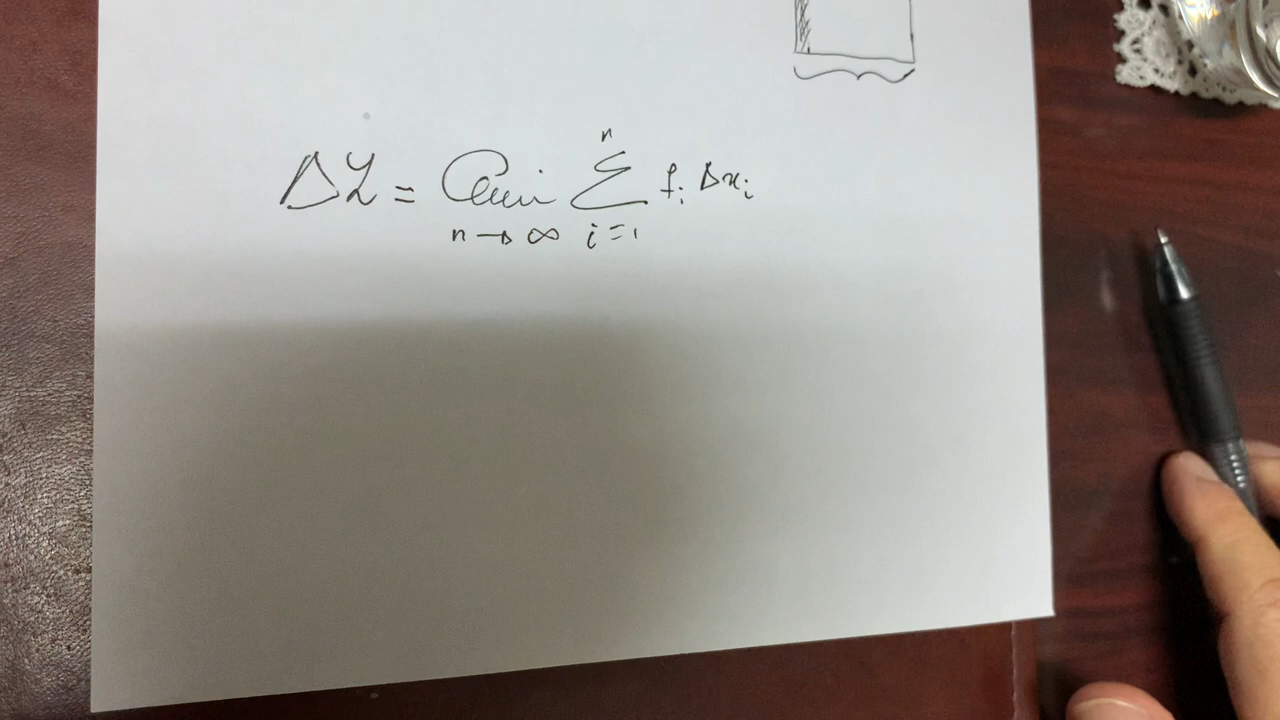 ΔL = lim n→∞ n Σ i=1 fᵢ Δxᵢ